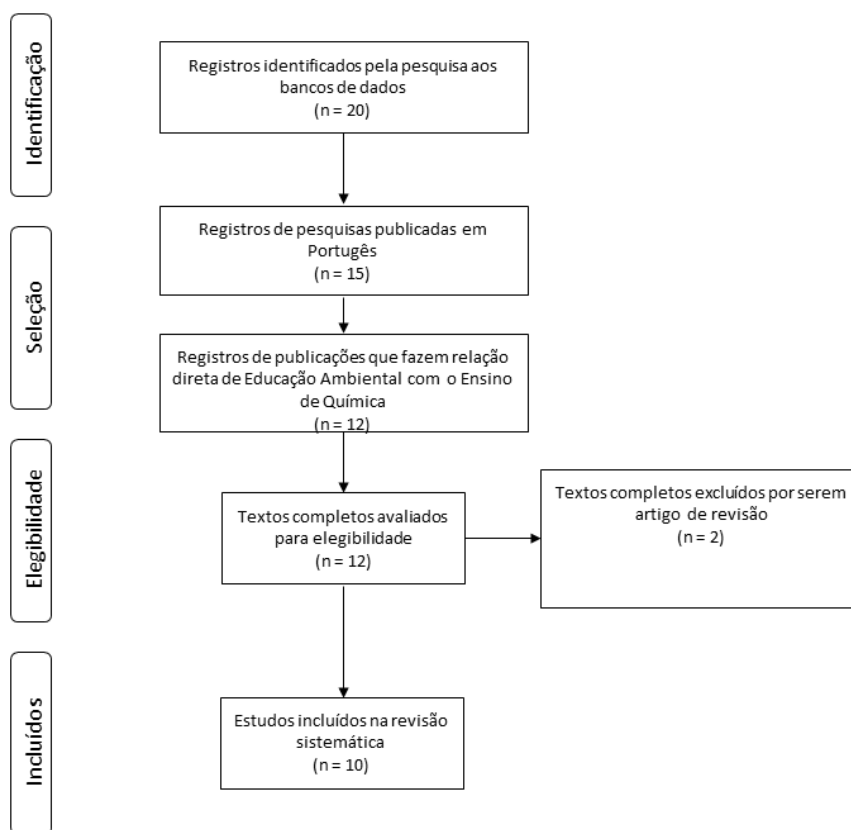 Identificação
Registros identificados pela pesquisa aos
bancos de dados
(n = 20)
Seleção
Registros de pesquisas publicadas em
Portugês
(n = 15)
Registros de publicações que fazem relação
direta de Educação Ambiental com o Ensino
de Química
(n = 12)
Elegibilidade
Textos completos avaliados
para elegibilidade
(n = 12)
Textos completos excluídos por serem
artigo de revisão
(n = 2)
Incluídos
Estudos incluídos na revisão
sistemática
(n = 10)